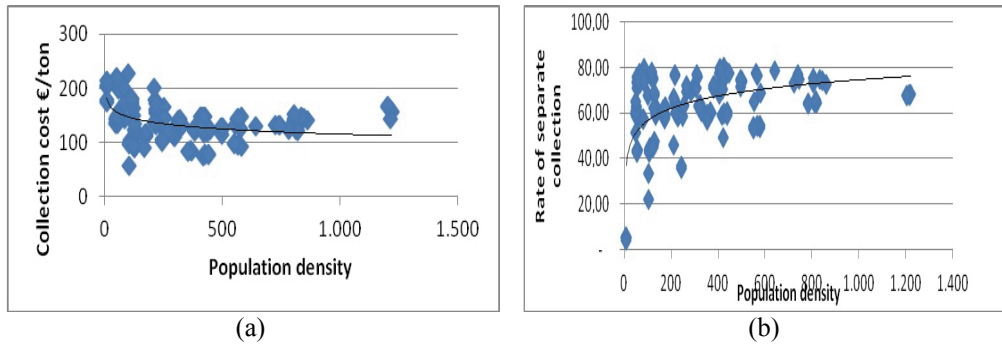 Collection cost €/ton
300
200
100
0
0 500 1.000 1.500
Population density
(a)
Rate of separate
collection
100,00
80,00
60,00
40,00
20,00
-
0 200 400 600 800 1.000 1.200 1.400
Population density
(b)